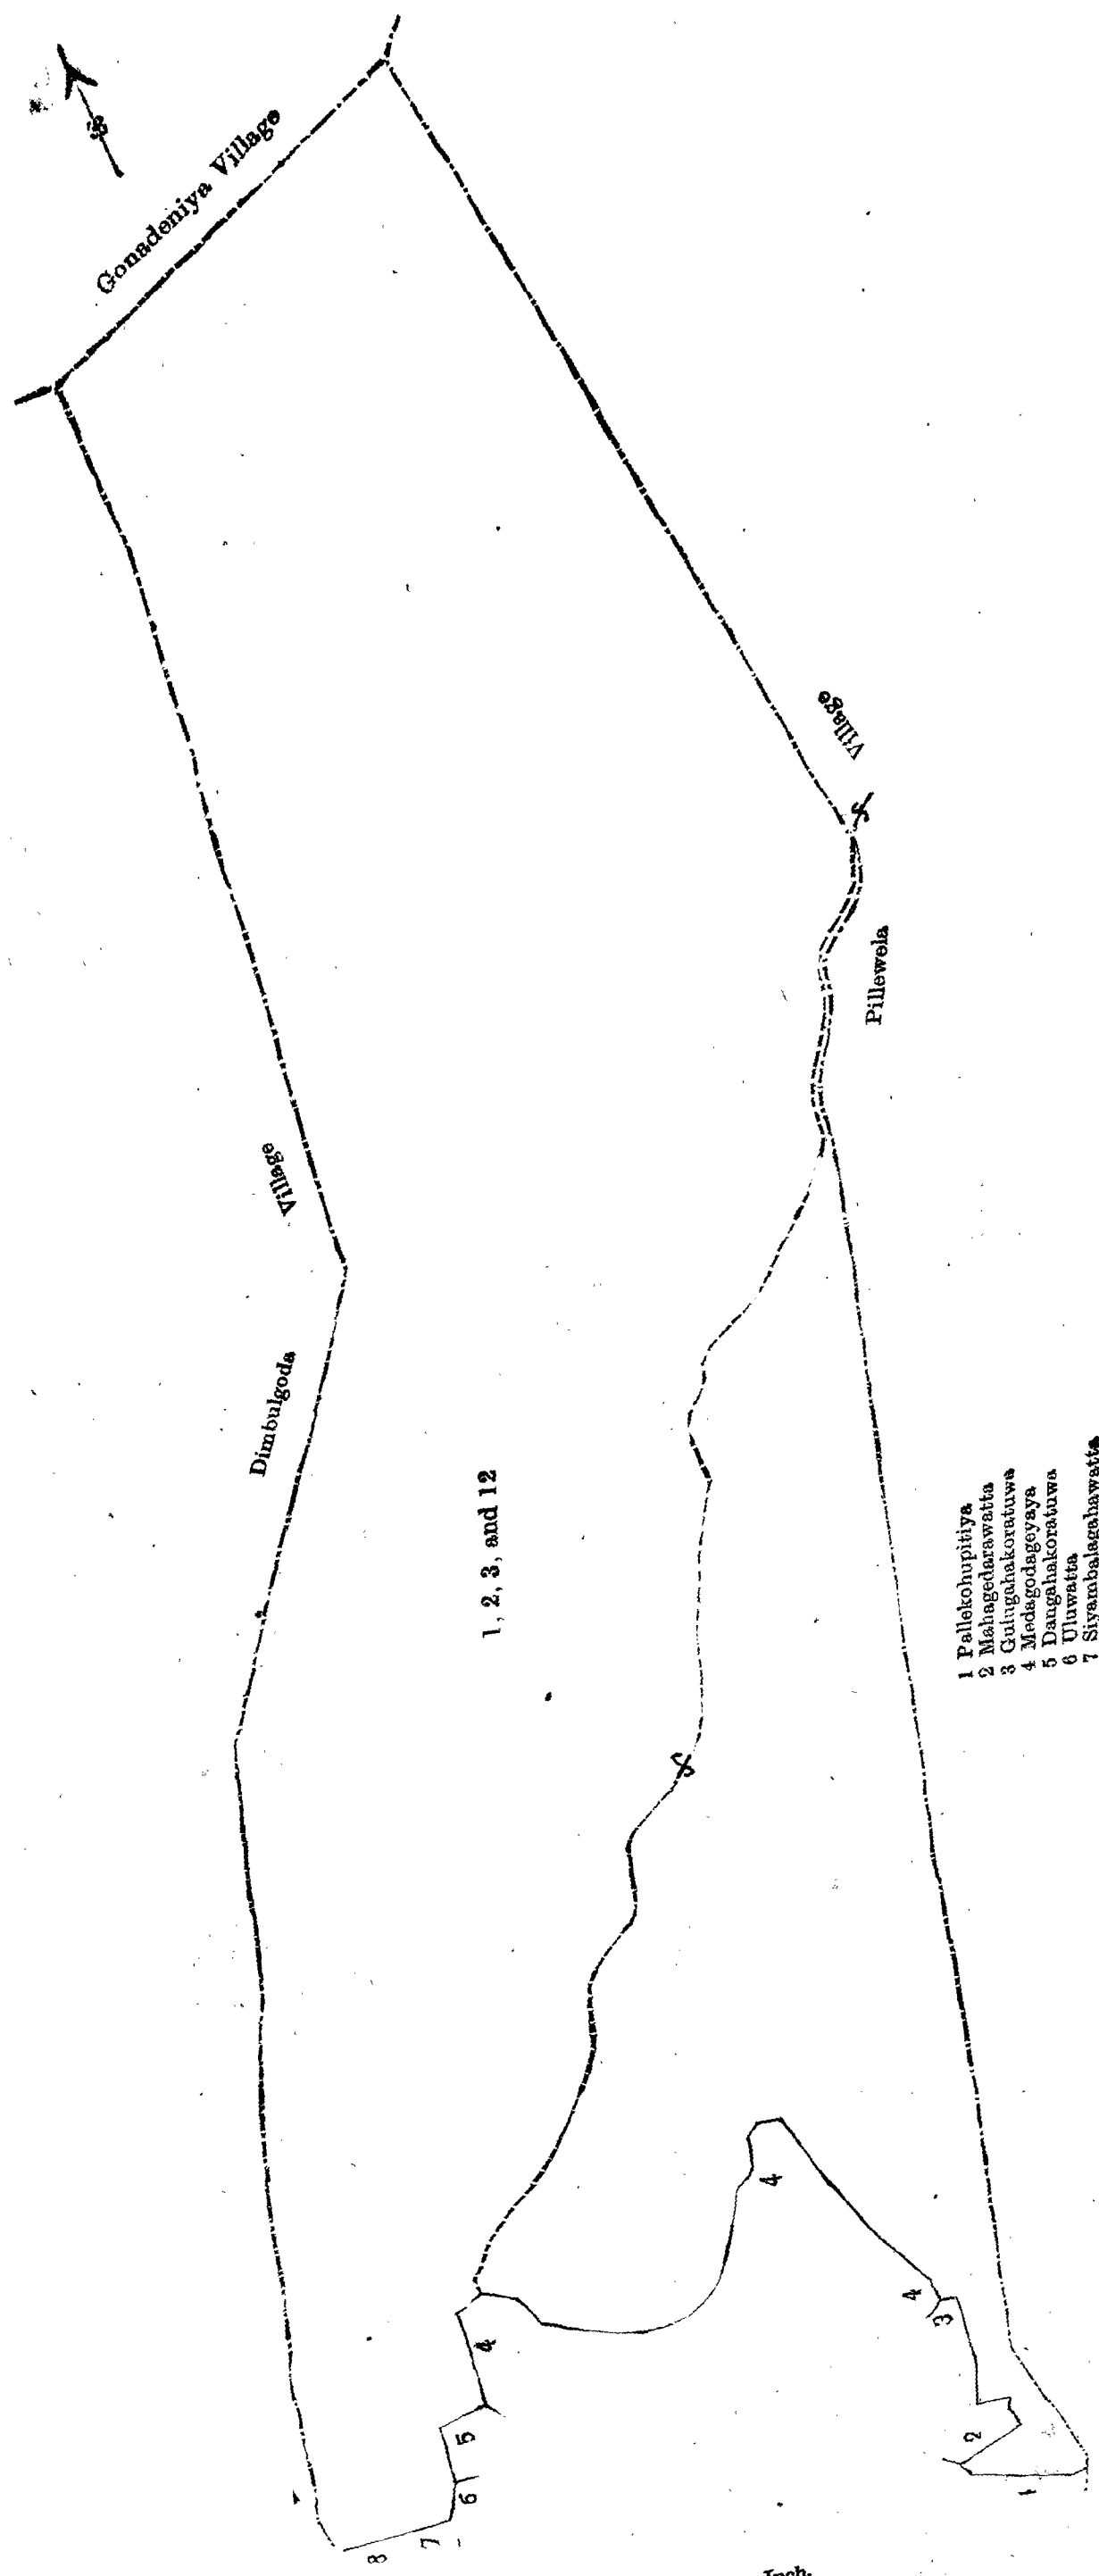 Gonadeniya Village
Dimbulgoda Village
Pillewela Village
1, 2, 3, and 12
8
7
6
5
4
4
4
3
2
1
1 Pallekohupitiya
2 Mahagedarawatta
3 Gulugahakoratuwa
4 Medagodageyaya
5 Dangahakoratuwa
6 Uluwatta
7 Siyambalagahawatta
Inch.